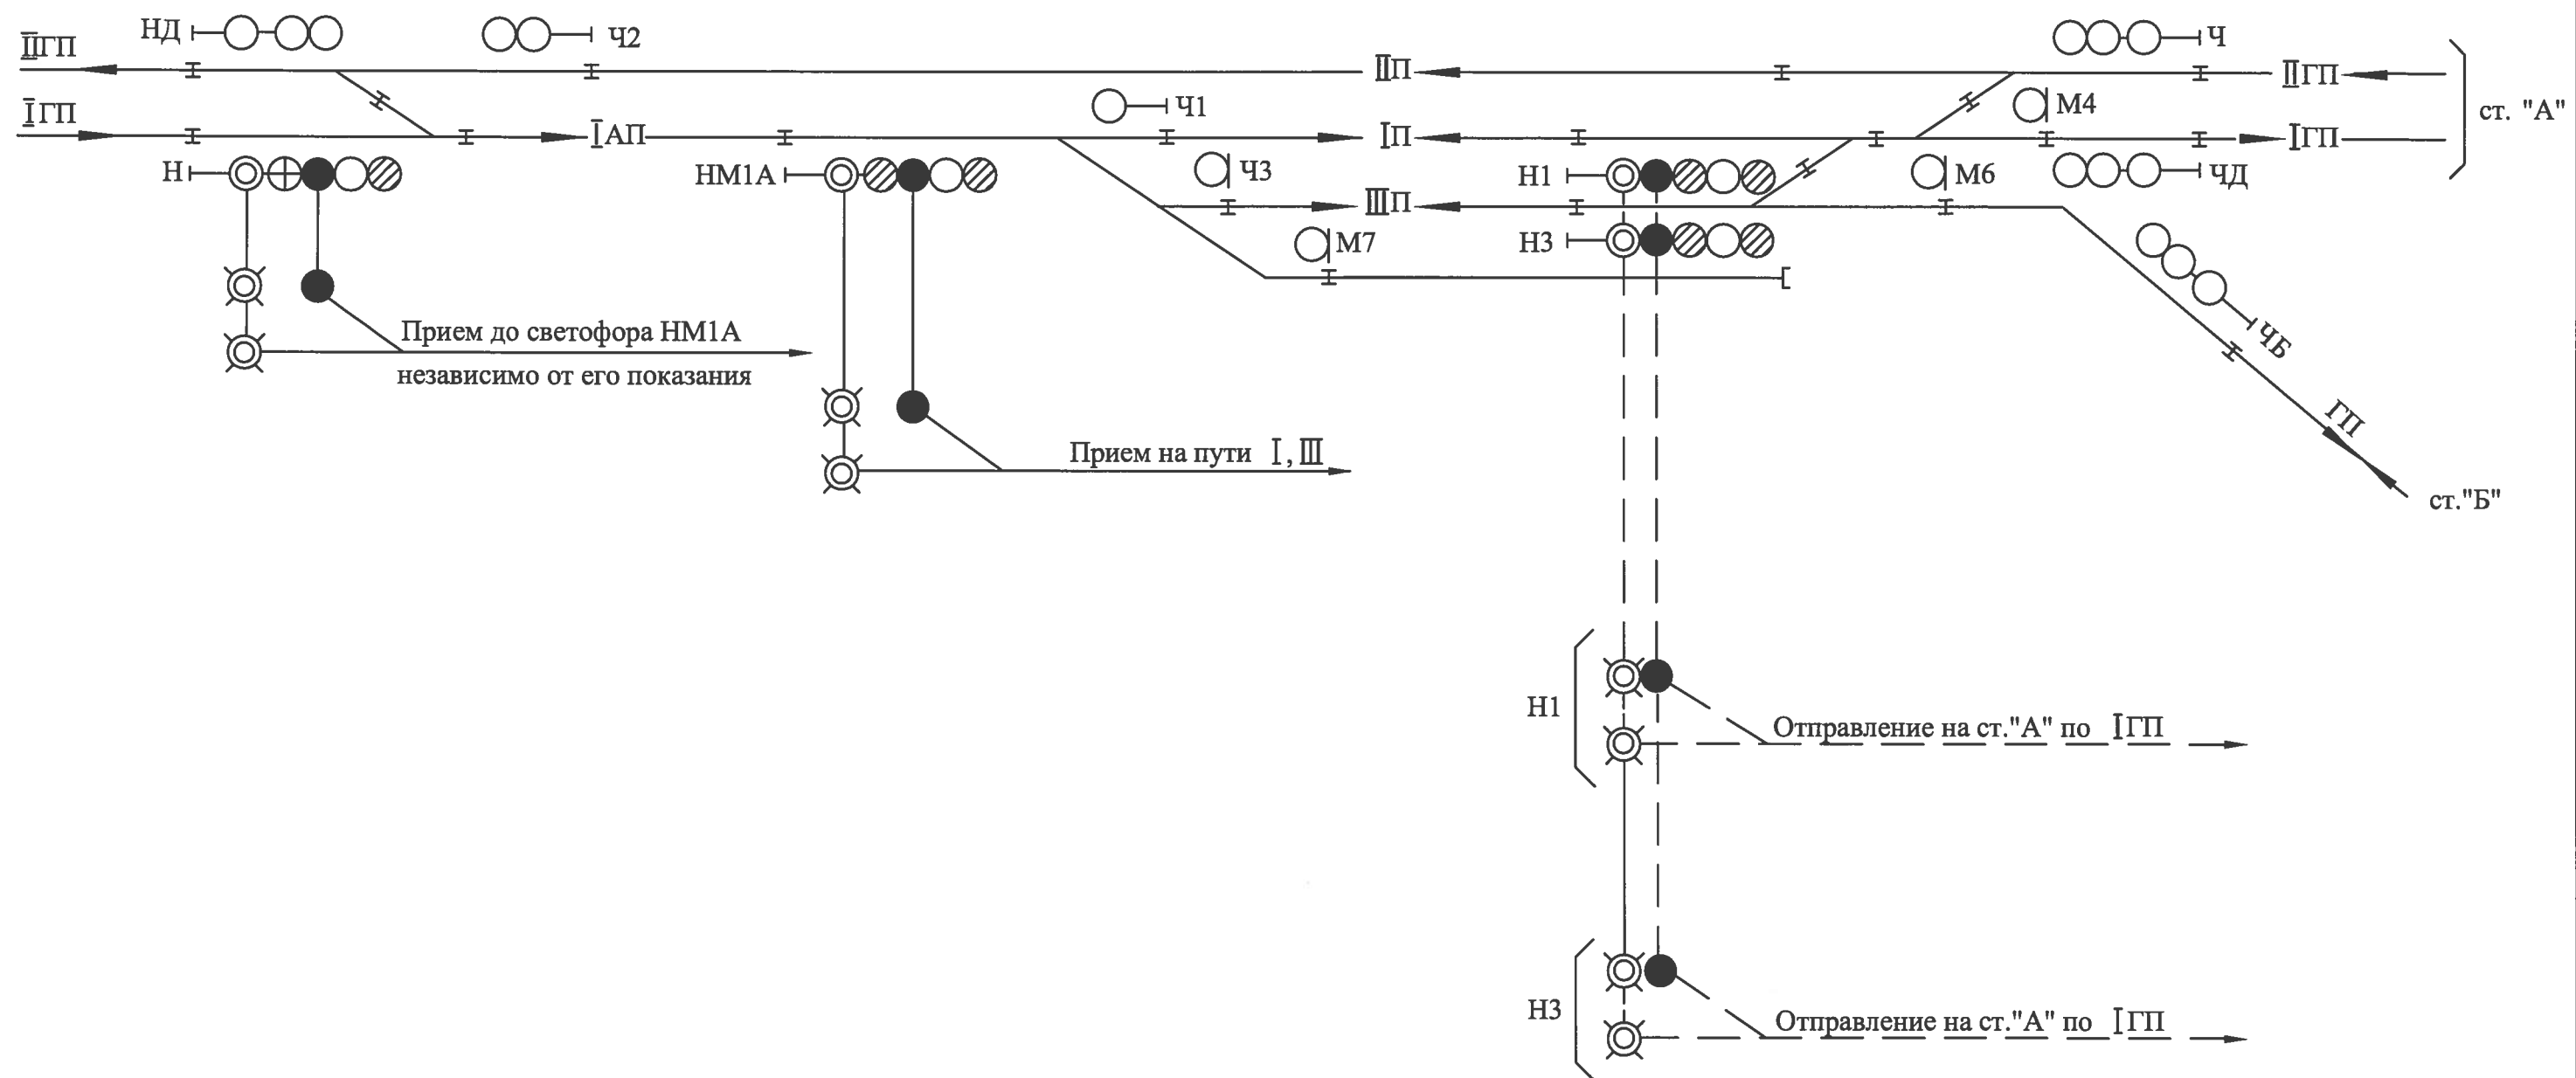 НД
Ч2
Ч
IIГП
IIП
IIГП
ст. "А"
IГП
Ч1
М4
IАП
IП
IГП
Н
НМ1А
Ч3
Н1
М6
ЧД
IIIП
М7
Н3
Прием до светофора НМ1А
независимо от его показания
ЧБ
ГП
Прием на пути I, III
ст."Б"
Н1
Отправление на ст."А" по IГП
Н3
Отправление на ст."А" по IГП